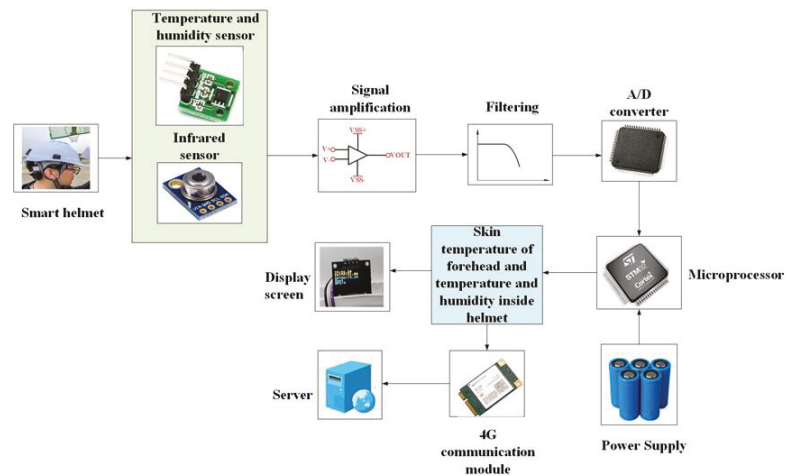 Temperature and
humidity sensor
Infrared
sensor
Smart helmet
Signal
amplification
VSS+
V+
V-
VOUT
VSS-
Filtering
A/D
converter
STM32
Cortex
Microprocessor
Skin
temperature of
forehead and
temperature and
humidity inside
helmet
Display
screen
Server
4G
communication
module
Power Supply